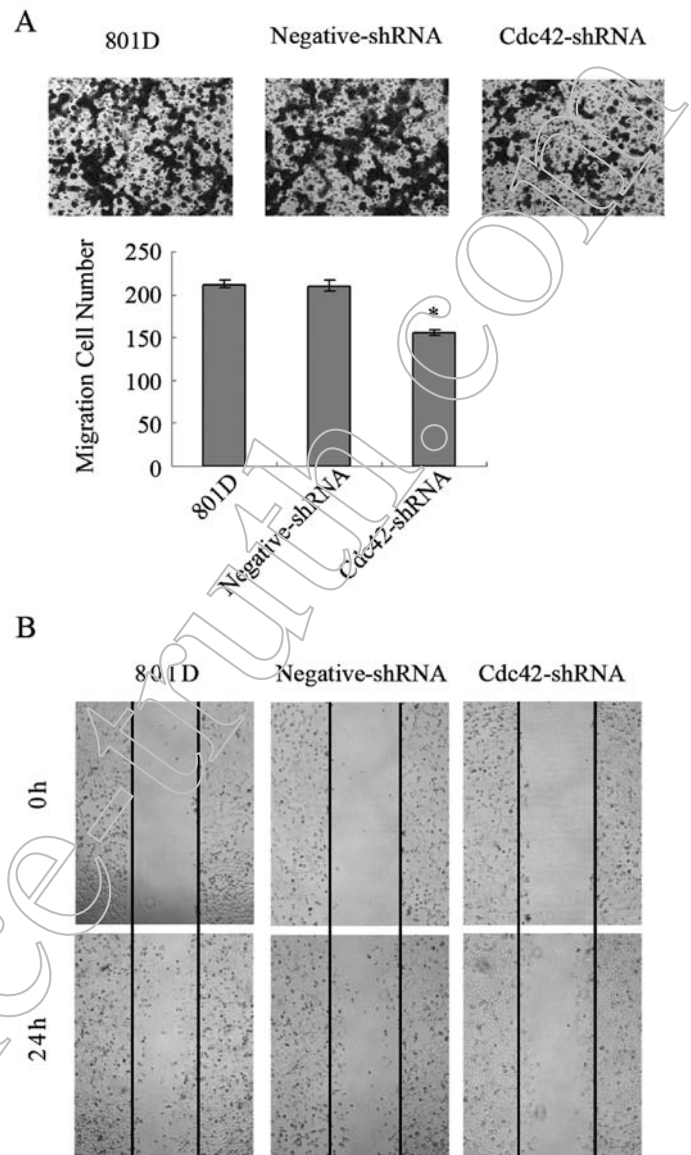 A
801D Negative-shRNA Cdc42-shRNA
250
200
150
100
50
0
Migration Cell Number
*
801D
Negative-shRNA
Cdc42-shRNA
B
801D Negative-shRNA Cdc42-shRNA
0h
24h